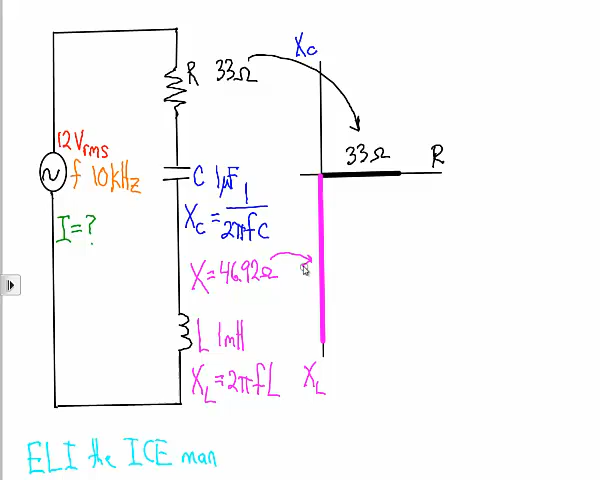 Xc
R 33Ω
12Vrms
33Ω R
f 10kHz
C 1μF
Xc = 1/2πfC
I=?
X=46.92Ω
L 1mH
XL=2πfL XL
ELI the ICE man